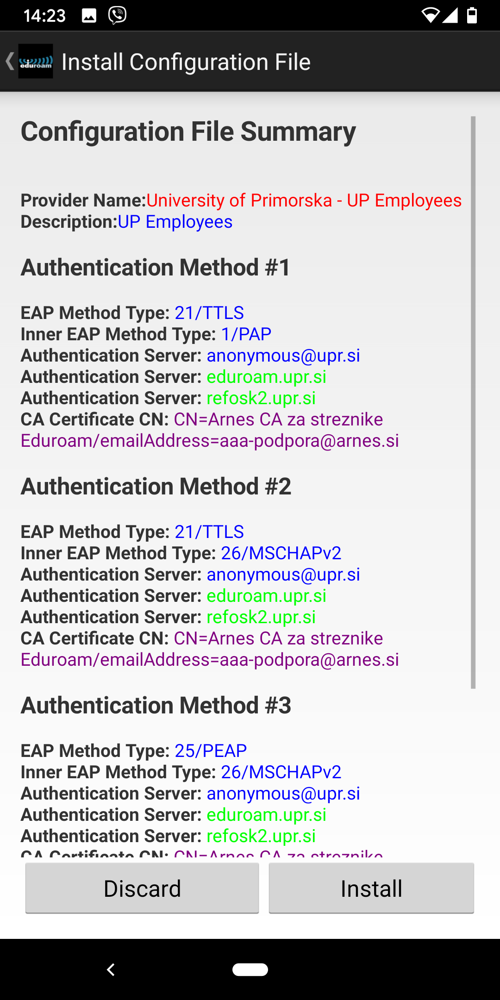 14:23
eduroam
Install Configuration File
Configuration File Summary
Provider Name:University of Primorska - UP Employees
Description:UP Employees
Authentication Method #1
EAP Method Type: 21/TTLS
Inner EAP Method Type: 1/PAP
Authentication Server: anonymous@upr.si
Authentication Server: eduroam.upr.si
Authentication Server: refosk2.upr.si
CA Certificate CN: CN=Arnes CA za streznike
Eduroam/emailAddress=aaa-podpora@arnes.si
Authentication Method #2
EAP Method Type: 21/TTLS
Inner EAP Method Type: 26/MSCHAPv2
Authentication Server: anonymous@upr.si
Authentication Server: eduroam.upr.si
Authentication Server: refosk2.upr.si
CA Certificate CN: CN=Arnes CA za streznike
Eduroam/emailAddress=aaa-podpora@arnes.si
Authentication Method #3
EAP Method Type: 25/PEAP
Inner EAP Method Type: 26/MSCHAPv2
Authentication Server: anonymous@upr.si
Authentication Server: eduroam.upr.si
Authentication Server: refosk2.upr.si
CA Certificate CN: CN=Arnes CA za streznike
Discard
Install